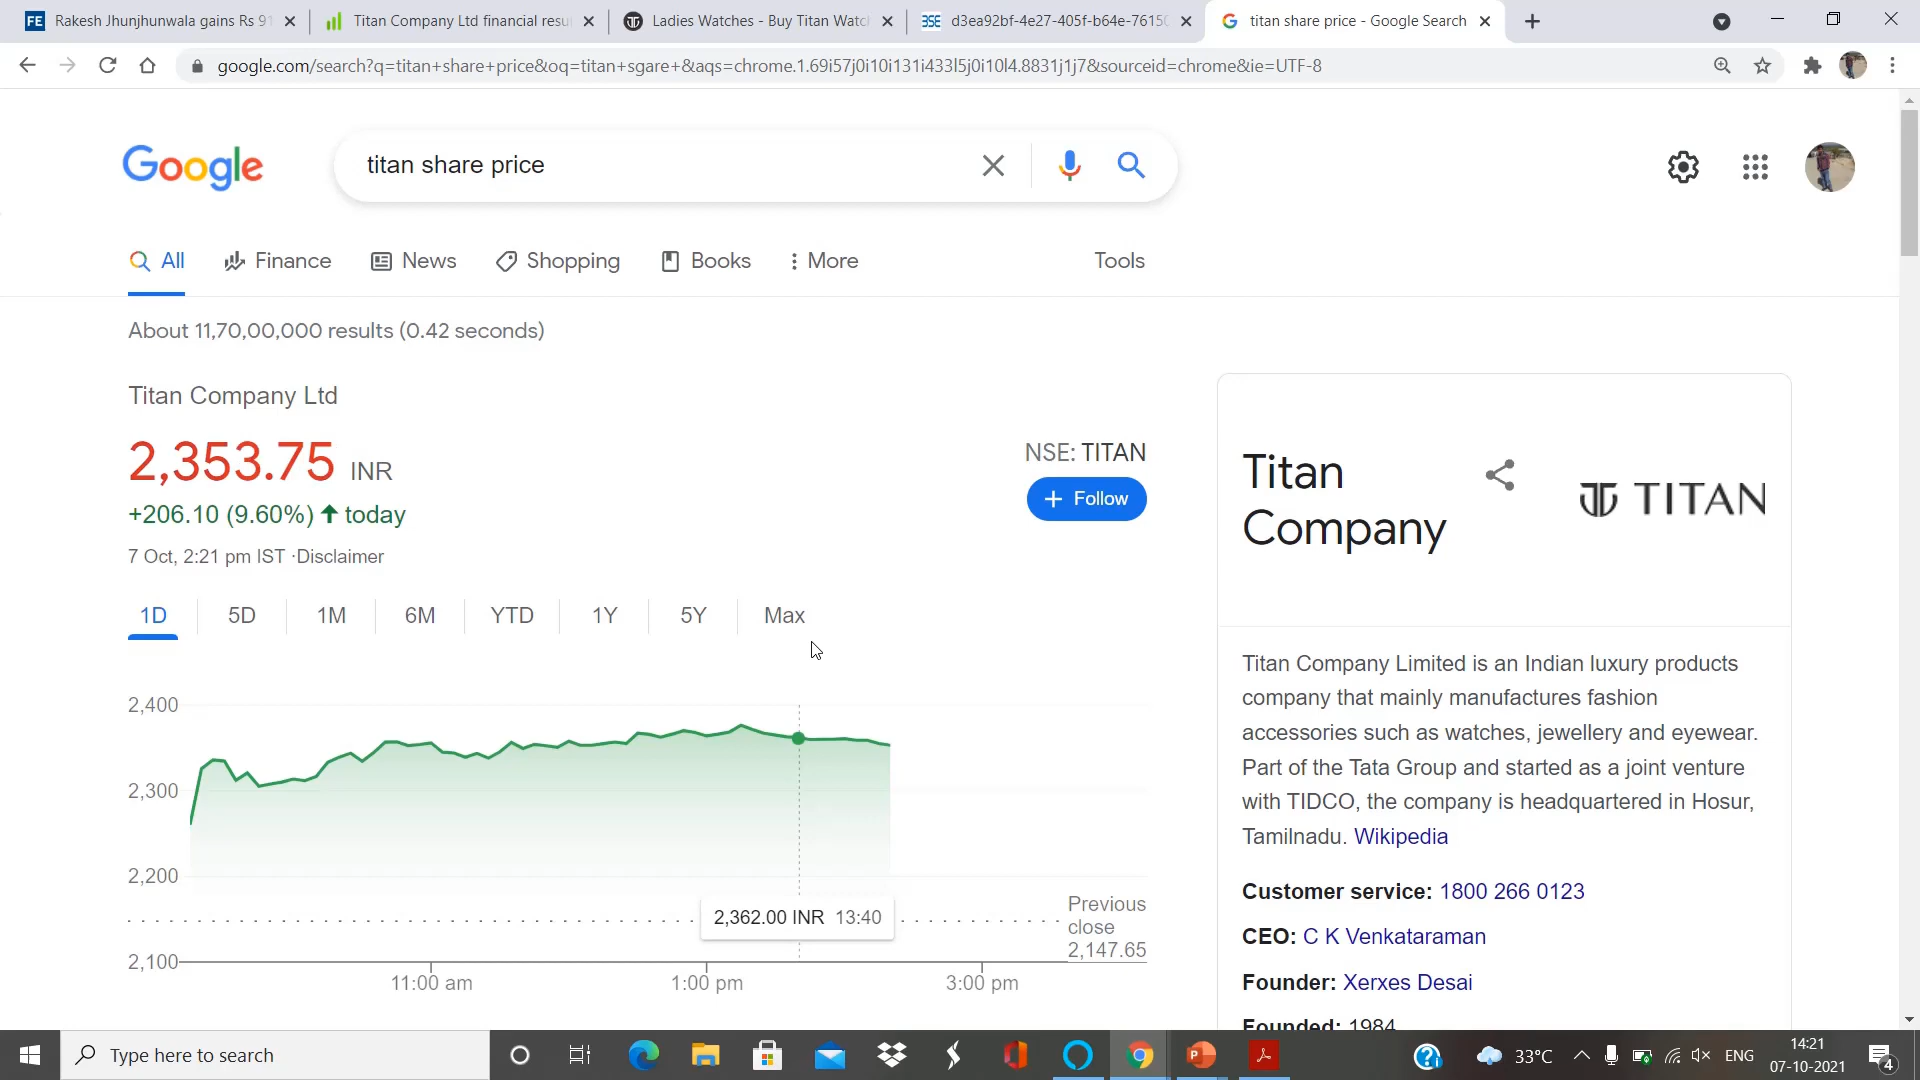 Rakesh Jhunjhunwala gains Rs 91
Titan Company Ltd financial resu
Ladies Watches - Buy Titan Watch
BSE d3ea92bf-4e27-405f-b64e-76150
titan share price - Google Search
google.com/search?q=titan+share+price&oq=titan+sgare+&aqs=chrome.1.69i57j0i10i131i433l5j0i10l4.8831j1j7&sourceid=chrome&ie=UTF-8
Google
titan share price
All
Finance
News
Shopping
Books
More
Tools
About 11,70,00,000 results (0.42 seconds)
Titan Company Ltd
2,353.75 INR
+206.10 (9.60%) today
7 Oct, 2:21 pm IST ·Disclaimer
NSE: TITAN
+ Follow
1D 5D 1M 6M YTD 1Y 5Y Max
2,400
2,300
2,200
2,100
2,362.00 INR 13:40
Previous
close
2,147.65
11:00 am 1:00 pm 3:00 pm
Titan
Company
TITAN
Titan Company Limited is an Indian luxury products
company that mainly manufactures fashion
accessories such as watches, jewellery and eyewear.
Part of the Tata Group and started as a joint venture
with TIDCO, the company is headquartered in Hosur,
Tamilnadu. Wikipedia
Customer service: 1800 266 0123
CEO: C K Venkataraman
Founder: Xerxes Desai
Founded: 1984
Type here to search
33°C
ENG
14:21
07-10-2021
4